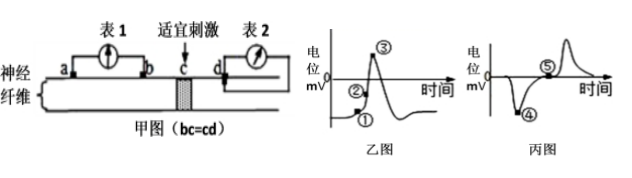 表1 适宜刺激 表2
a b c d
神经
纤维
甲图(bc=cd)
电
位
mV
0
①
②
③
时间
乙图
电
位
mV
0
④
⑤
时间
丙图